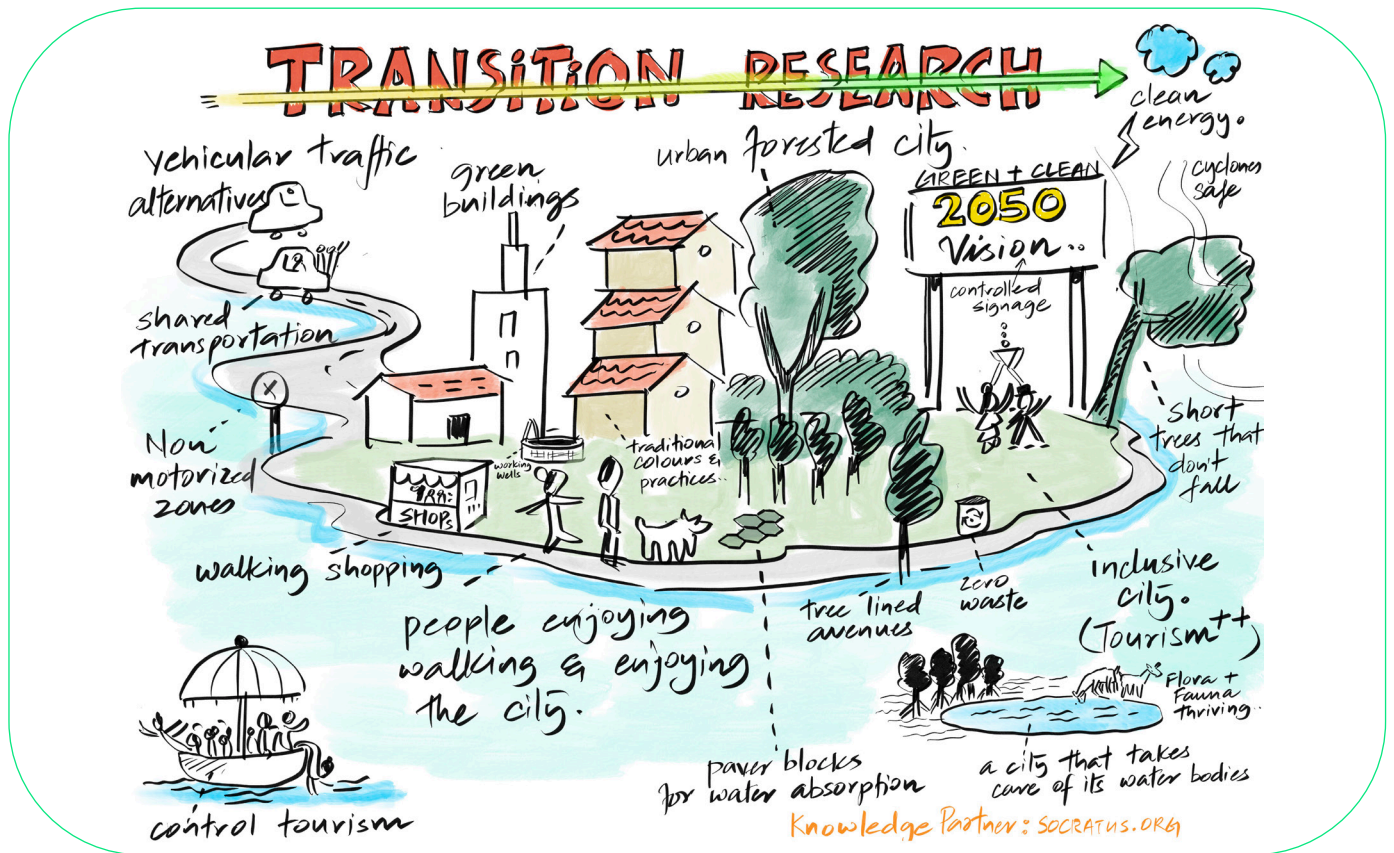 TRANSITION RESEARCH
clean
energy.
vehicular traffic
alternatives
green
buildings
urban forested city.
GREEN + CLEAN
2050
Vision..
controlled
signage
cyclones
safe
shared
transportation
Non
motorized
zones
working
wells
traditional
colours &
practices..
short
trees that
don't
fall
SHOPS
walking shopping
people enjoying
walking & enjoying
the city.
tree lined
avenues
zero
waste
inclusive
city.
(Tourism++)
Flora +
Fauna
thriving..
paver blocks
for water absorption
a city that takes
care of its water bodies
control tourism
Knowledge Partner: SOCRATUS.ORG